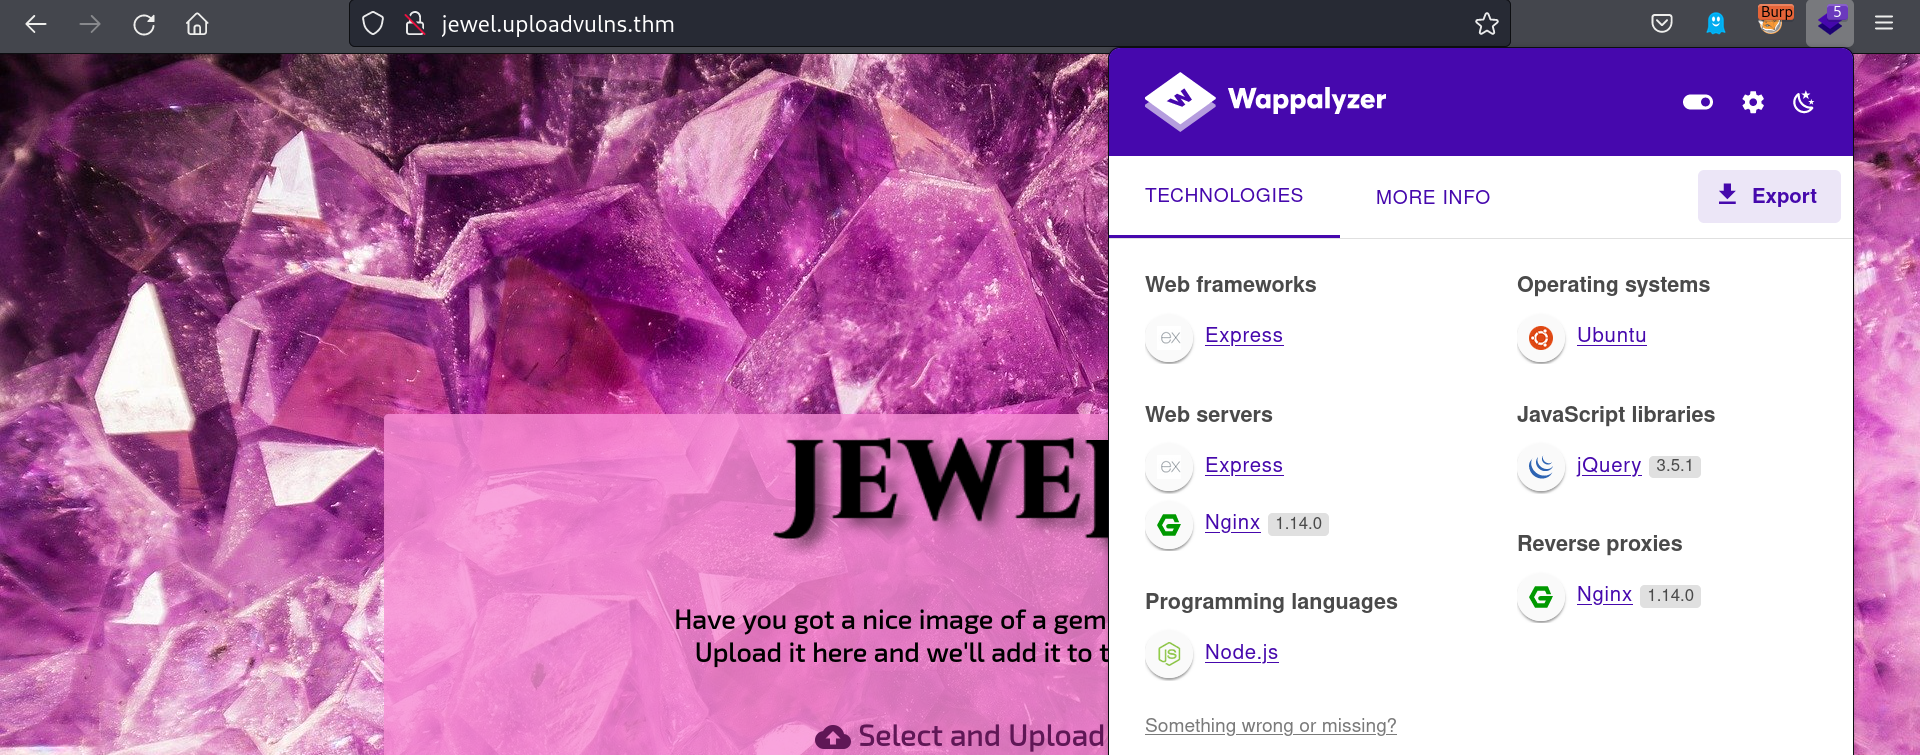 jewel.uploadvulns.thm
Burp
5
Wappalyzer
TECHNOLOGIES
MORE INFO
Export
Web frameworks
ex
Express
Web servers
ex
Express
Nginx 1.14.0
Programming languages
Node.js
Something wrong or missing?
Operating systems
Ubuntu
JavaScript libraries
jQuery 3.5.1
Reverse proxies
Nginx 1.14.0
JEWEL
Have you got a nice image of a gem
Upload it here and we'll add it to t
Select and Upload